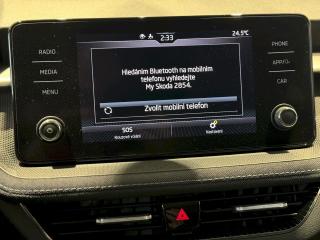 2:33
24.5°C
RADIO
MEDIA
MENU
Hledáním Bluetooth na mobilním
telefonu vyhledejte
My Skoda 2854.
Zvolit mobilní telefon
SOS
Nouzové volání
Nastavení
PHONE
APP/
CAR